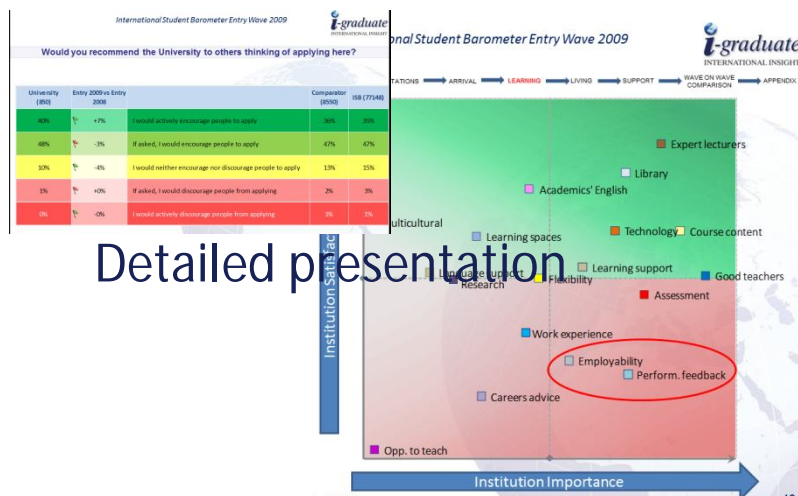 International Student Barometer Entry Wave 2009
i-graduate
INTERNATIONAL INSIGHT
Would you recommend the University to others thinking of applying here?
University (850) Entry 2009 vs Entry 2008 Comparator (8550) ISB (77148)
40% +7% I would actively encourage people to apply 36% 35%
48% -3% If asked, I would encourage people to apply 47% 47%
10% -4% I would neither encourage nor discourage people to apply 13% 15%
1% +0% If asked, I would discourage people from applying 2% 3%
0% -0% I would actively discourage people from applying 1% 1%
onal Student Barometer Entry Wave 2009
i-graduate
INTERNATIONAL INSIGHT
TATIONS ARRIVAL LEARNING LIVING SUPPORT WAVE ON WAVE COMPARISON APPENDIX
Expert lecturers
Library
Academics' English
ulticultural
Learning spaces
Technology
Course content
Detailed presentation
Language support
Research
Flexibility
Learning support
Good teachers
Assessment
Work experience
Employability
Perform. feedback
Careers advice
Opp. to teach
Institution Satisfac
Institution Importance